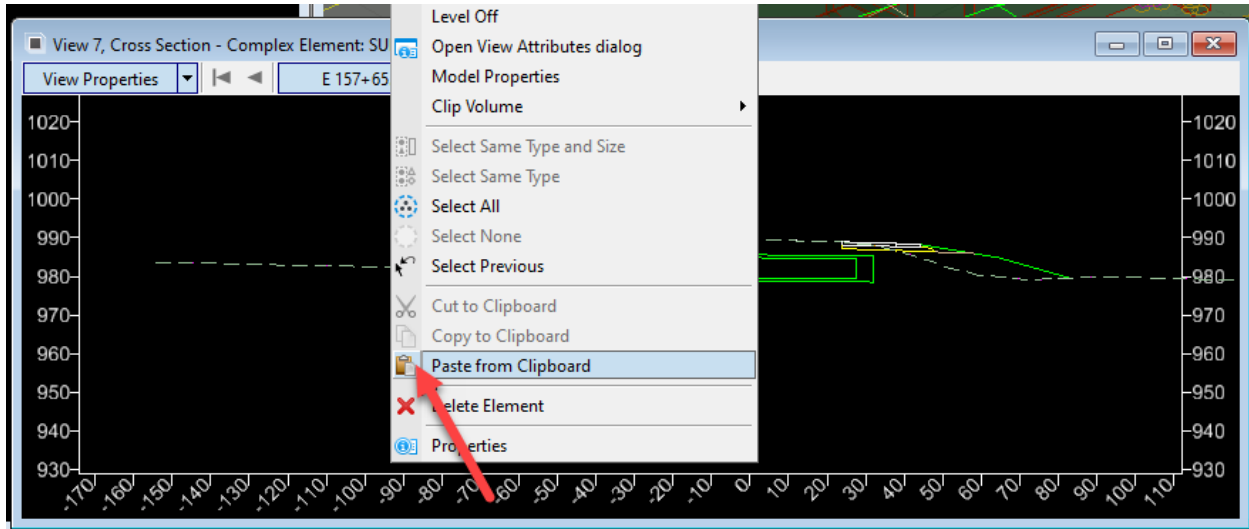 View 7, Cross Section - Complex Element: SU
View Properties
E 157+65
Level Off
Open View Attributes dialog
Model Properties
Clip Volume
Select Same Type and Size
Select Same Type
Select All
Select None
Select Previous
Cut to Clipboard
Copy to Clipboard
Paste from Clipboard
Delete Element
Properties
1020
1010
1000
990
980
970
960
950
940
930
1020
1010
1000
990
980
970
960
950
940
930
-170 -160 -150 -140 -130 -120 -110 -100 -90 -80 -70 -60 -50 -40 -30 -20 -10 0 10 20 30 40 50 60 70 80 90 100 110